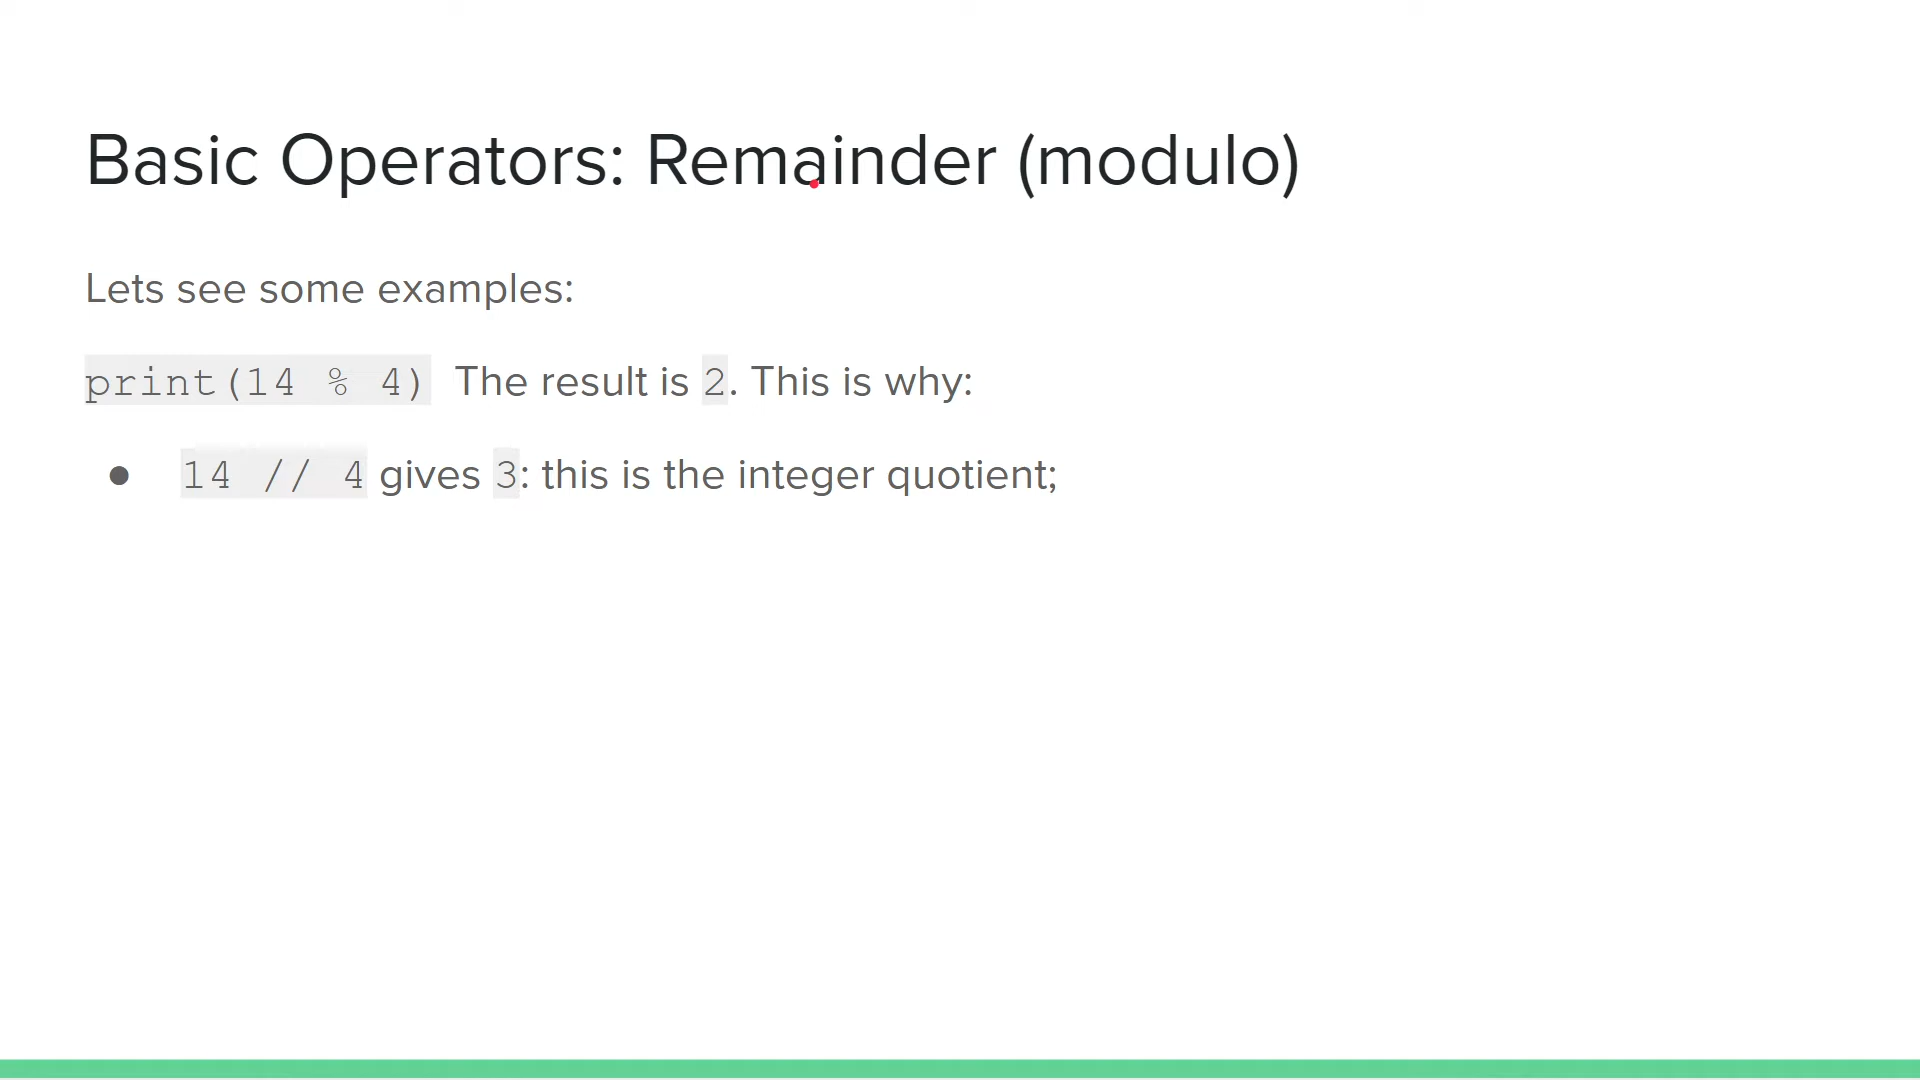 Basic Operators: Remainder (modulo)
Lets see some examples:
print(14 % 4) The result is 2. This is why:
● 14 // 4 gives 3: this is the integer quotient;